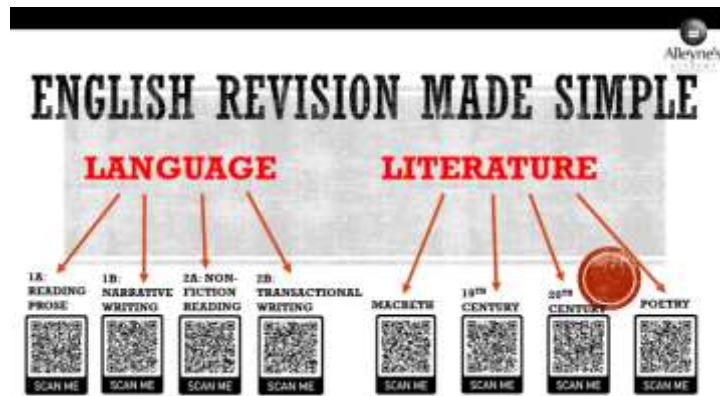 Alleyne's
ENGLISH REVISION MADE SIMPLE
LANGUAGE
LITERATURE
1A:
READING
PROSE
1B:
NARRATIVE
WRITING
2A: NON-
FICTION
READING
2B:
TRANSACTIONAL
WRITING
MACBETH
19TH
CENTURY
20TH
CENTURY
POETRY
SCAN ME
SCAN ME
SCAN ME
SCAN ME
SCAN ME
SCAN ME
SCAN ME
SCAN ME